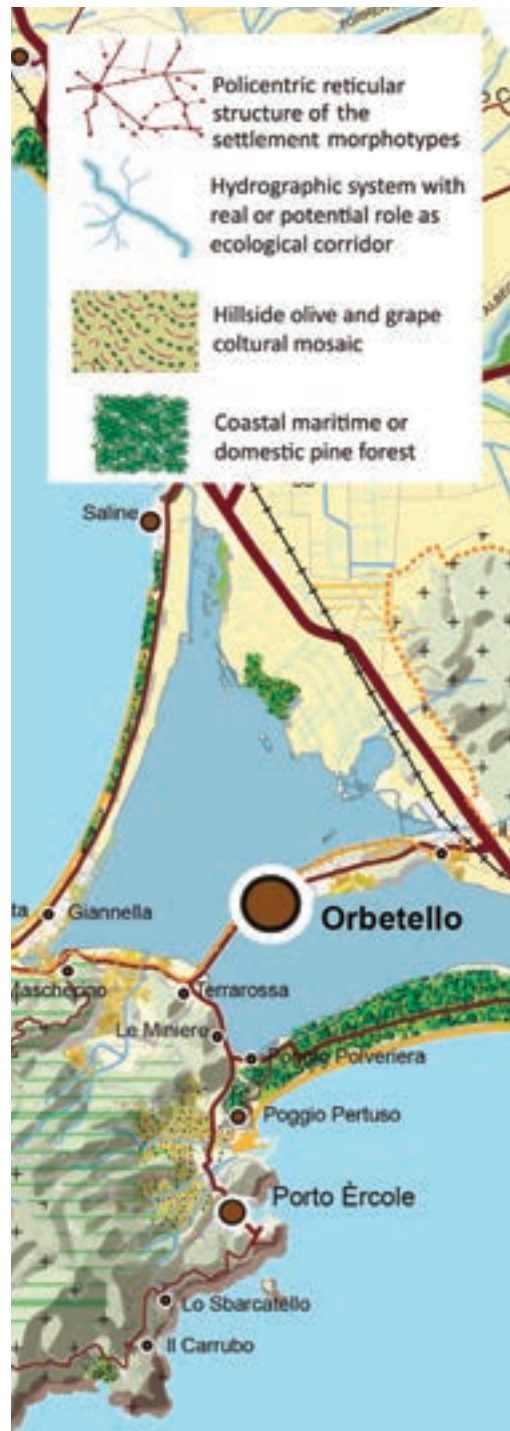 Policentric reticular
structure of the
settlement morphotypes
Hydrographic system with
real or potential role as
ecological corridor
Hillside olive and grape
coltural mosaic
Coastal maritime or
domestic pine forest
Saline
Orbetello
Giannella
Terrarossa
Le Miniere
Poggio Polveriera
Poggio Pertuso
Porto Èrcole
Lo Sbarcatello
Il Carrubo